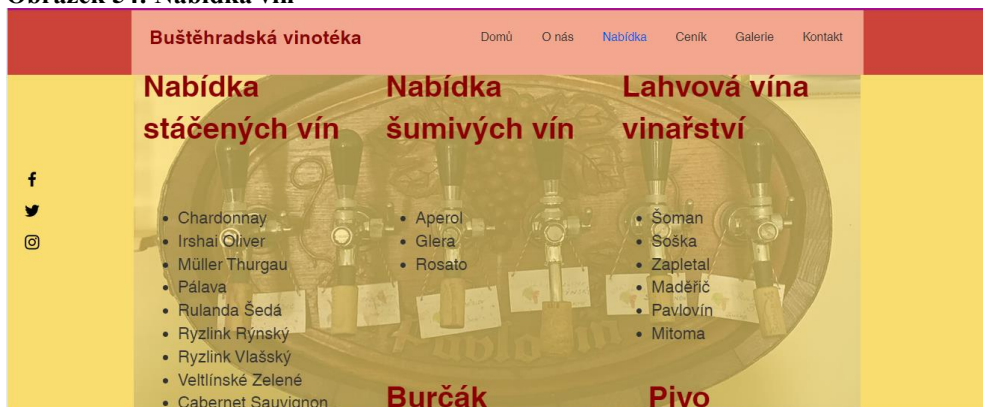 Obrázek 34: Nabídka vín
Buštěhradská vinotéka
Domů O nás Nabídka Ceník Galerie Kontakt
Nabídka
stáčených vín
Chardonnay
Irshai Oliver
Müller Thurgau
Pálava
Rulanda Šedá
Ryzlink Rýnský
Ryzlink Vlašský
Veltlínské Zelené
Cabernet Sauvignon
Nabídka
šumivých vín
Aperol
Glera
Rosato
Burčák
Lahvová vína
vinařství
Šoman
Soška
Zapletal
Maděřič
Pavlovín
Mitoma
Pivo